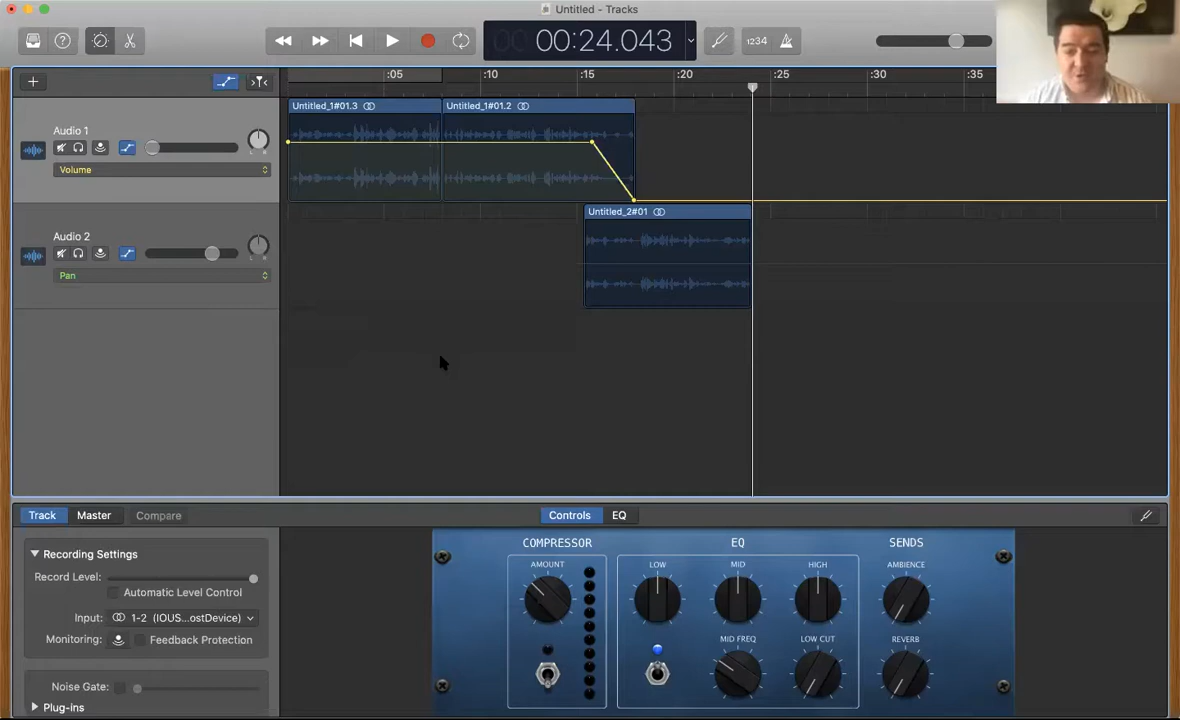 Untitled - Tracks
00:24.043
1234
:05
:10
:15
:20
:25
:30
:35
Untitled_1#01.3
Untitled_1#01.2
Audio 1
Volume
Untitled_2#01
Audio 2
Pan
Track
Master
Compare
Controls
EQ
Recording Settings
Record Level:
Automatic Level Control
Input:
1-2 (IOUS...ostDevice)
Monitoring:
Feedback Protection
Noise Gate:
Plug-ins
COMPRESSOR
EQ
SENDS
AMOUNT
LOW
MID
HIGH
AMBIENCE
MID FREQ
LOW CUT
REVERB